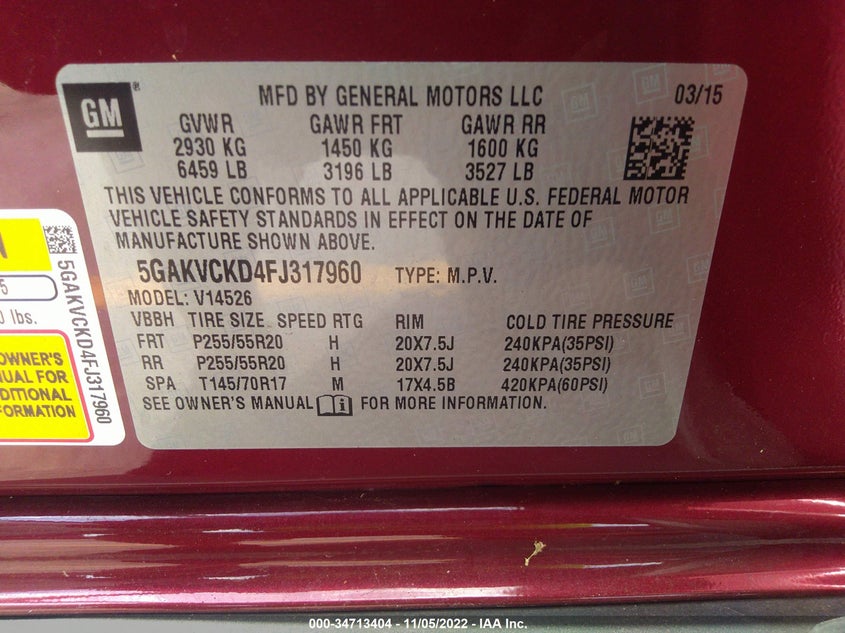 GM ®
MFD BY GENERAL MOTORS LLC 03/15
GVWR GAWR FRT GAWR RR
2930 KG 1450 KG 1600 KG
6459 LB 3196 LB 3527 LB
THIS VEHICLE CONFORMS TO ALL APPLICABLE U.S. FEDERAL MOTOR
VEHICLE SAFETY STANDARDS IN EFFECT ON THE DATE OF
MANUFACTURE SHOWN ABOVE.
5GAKVCKD4FJ317960 TYPE: M.P.V.
MODEL: V14526
VBBH TIRE SIZE SPEED RTG RIM COLD TIRE PRESSURE
FRT P255/55R20 H 20X7.5J 240KPA(35PSI)
RR P255/55R20 H 20X7.5J 240KPA(35PSI)
SPA T145/70R17 M 17X4.5B 420KPA(60PSI)
SEE OWNER'S MANUAL FOR MORE INFORMATION.
5GAKVCKD4FJ317960
5
lbs.
OWNER'S
FOR
000-34713404 - 11/05/2022 - IAA Inc.